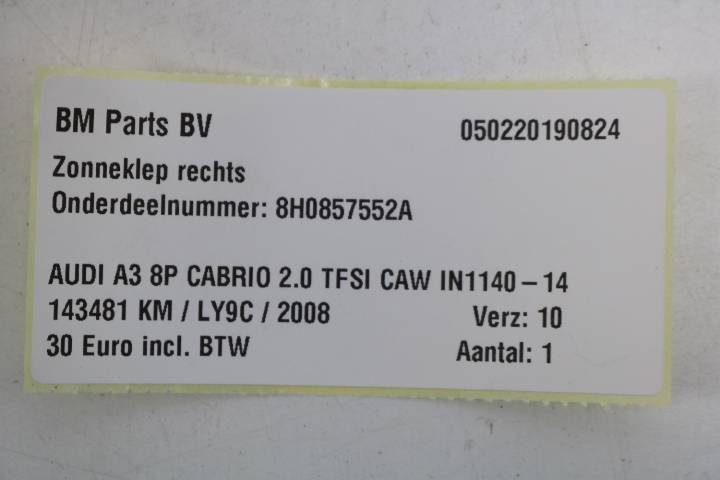 BM Parts BV 050220190824
Zonneklep rechts
Onderdeelnummer: 8H0857552A
AUDI A3 8P CABRIO 2.0 TFSI CAW IN1140-14
143481 KM / LY9C / 2008 Verz: 10
30 Euro incl. BTW Aantal: 1